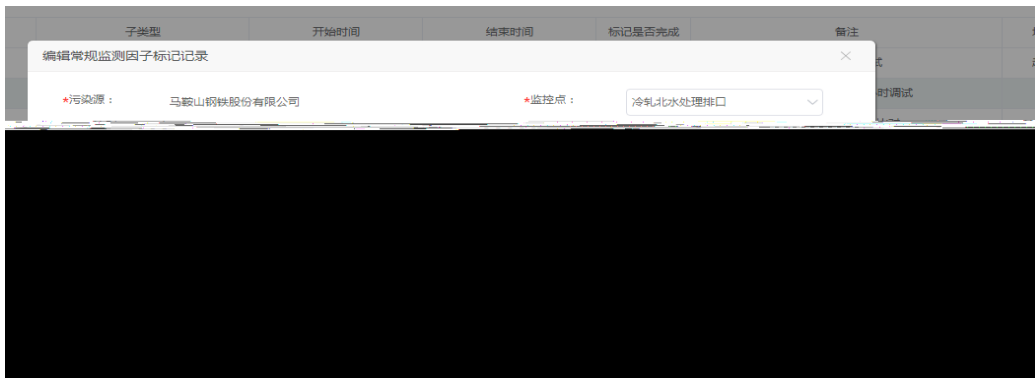 子类型 开始时间 结束时间 标记是否完成 备注
编辑常规监测因子标记记录
*污染源： 马鞍山钢铁股份有限公司 *监控点： 冷轧北水处理排口
时调试